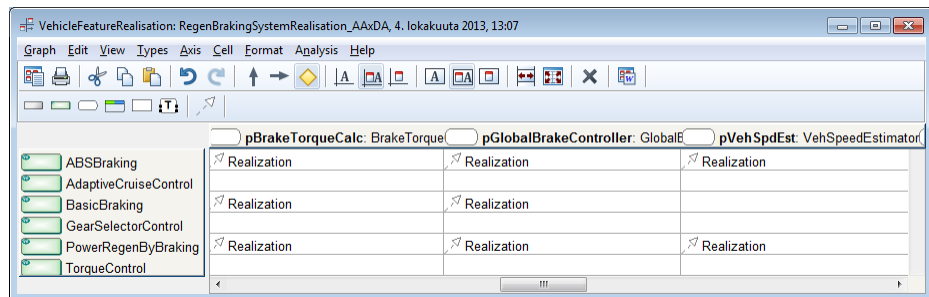 VehicleFeatureRealisation: RegenBrakingSystemRealisation_AAxDA, 4. lokakuuta 2013, 13:07
Graph Edit View Types Axis Cell Format Analysis Help
A A A A W
T
pBrakeTorqueCalc: BrakeTorque pGlobalBrakeController: GlobalB pVehSpdEst: VehSpeedEstimator
ABSBraking Realization Realization Realization
AdaptiveCruiseControl
BasicBraking Realization Realization
GearSelectorControl
PowerRegenByBraking Realization Realization Realization
TorqueControl